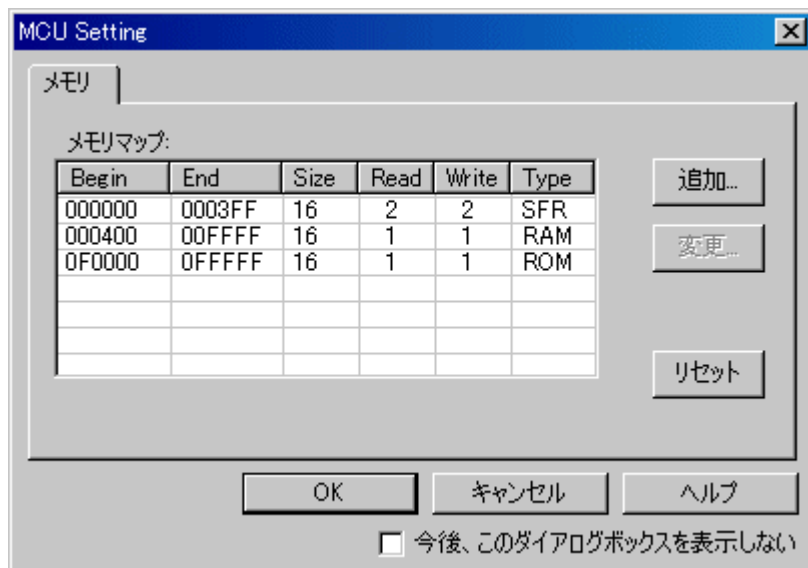 MCU Setting
メモリ
メモリマップ:
Begin End Size Read Write Type
000000 0003FF 16 2 2 SFR
000400 00FFFF 16 1 1 RAM
0F0000 0FFFFF 16 1 1 ROM
追加...
変更...
リセット
OK キャンセル ヘルプ
今後、このダイアログボックスを表示しない